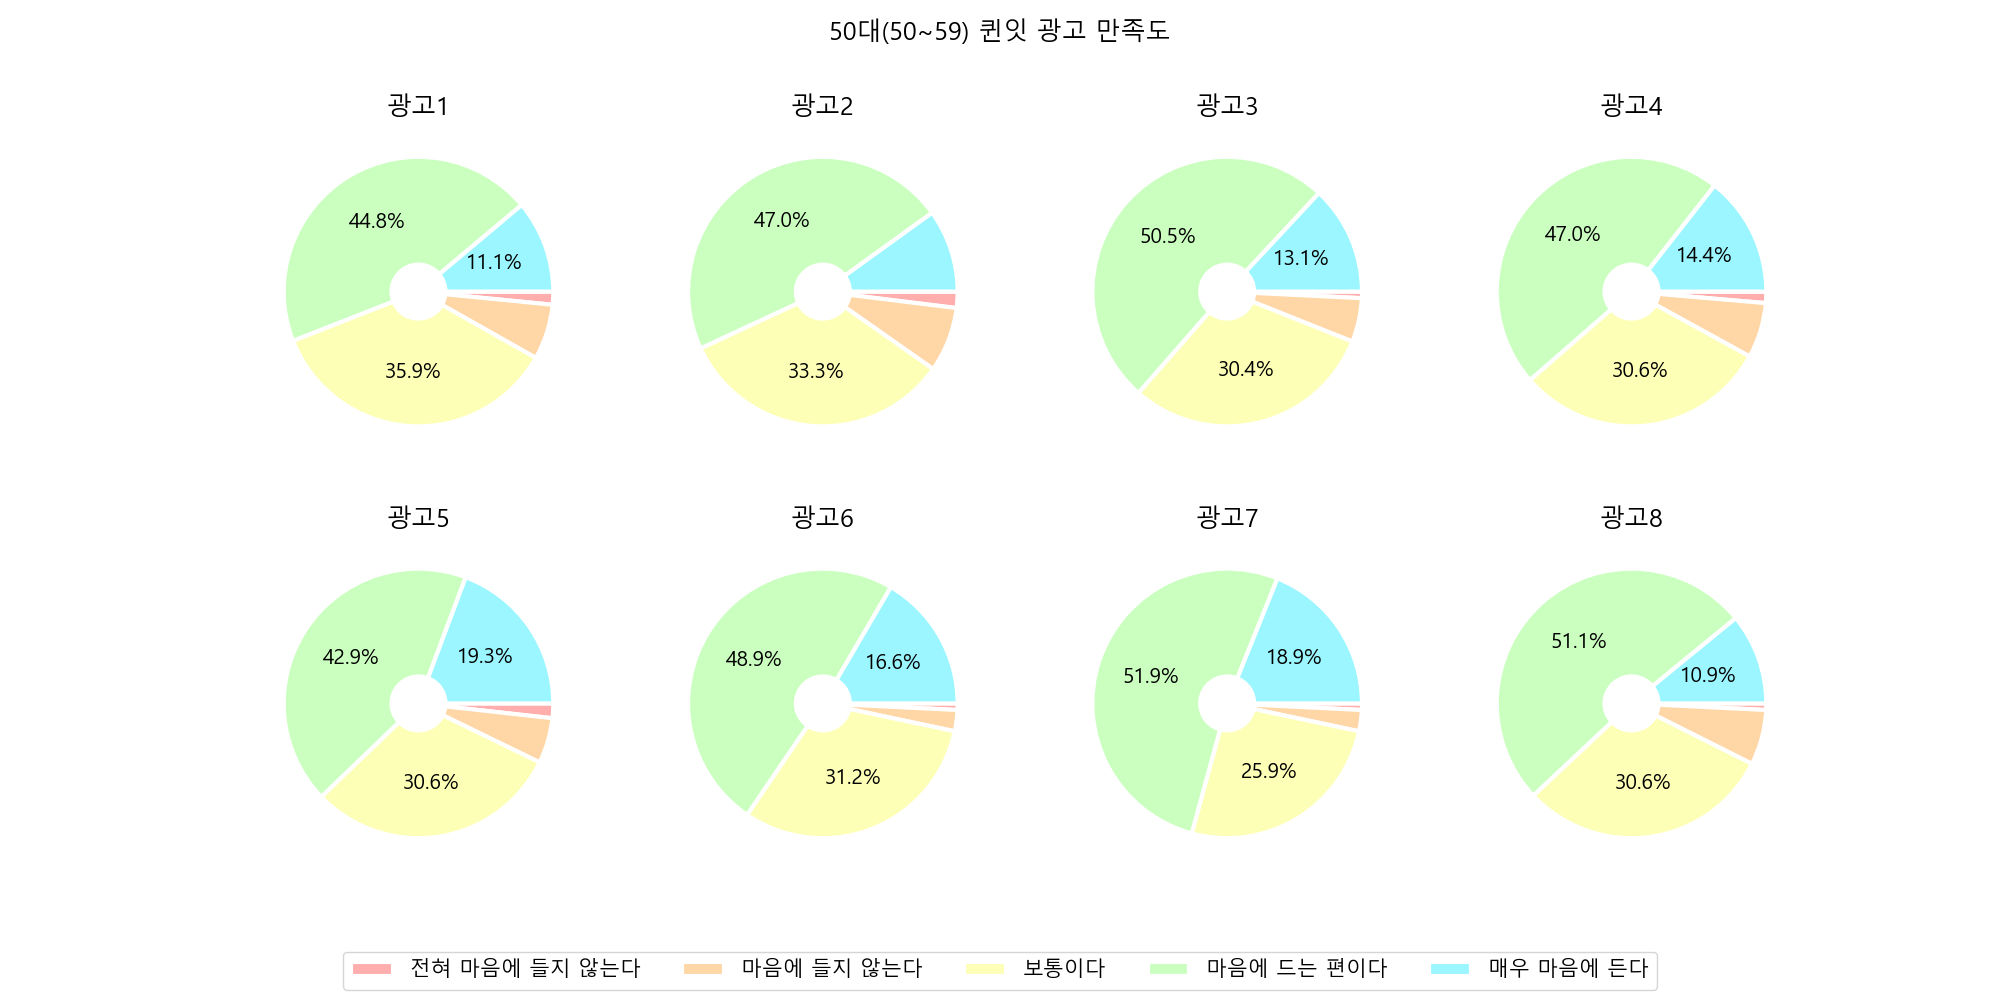 50대(50~59) 퀸잇 광고 만족도
광고1
광고2
광고3
광고4
44.8%
11.1%
35.9%
47.0%
33.3%
50.5%
13.1%
30.4%
47.0%
14.4%
30.6%
광고5
광고6
광고7
광고8
42.9%
19.3%
30.6%
48.9%
16.6%
31.2%
51.9%
18.9%
25.9%
51.1%
10.9%
30.6%
전혀 마음에 들지 않는다
마음에 들지 않는다
보통이다
마음에 드는 편이다
매우 마음에 든다